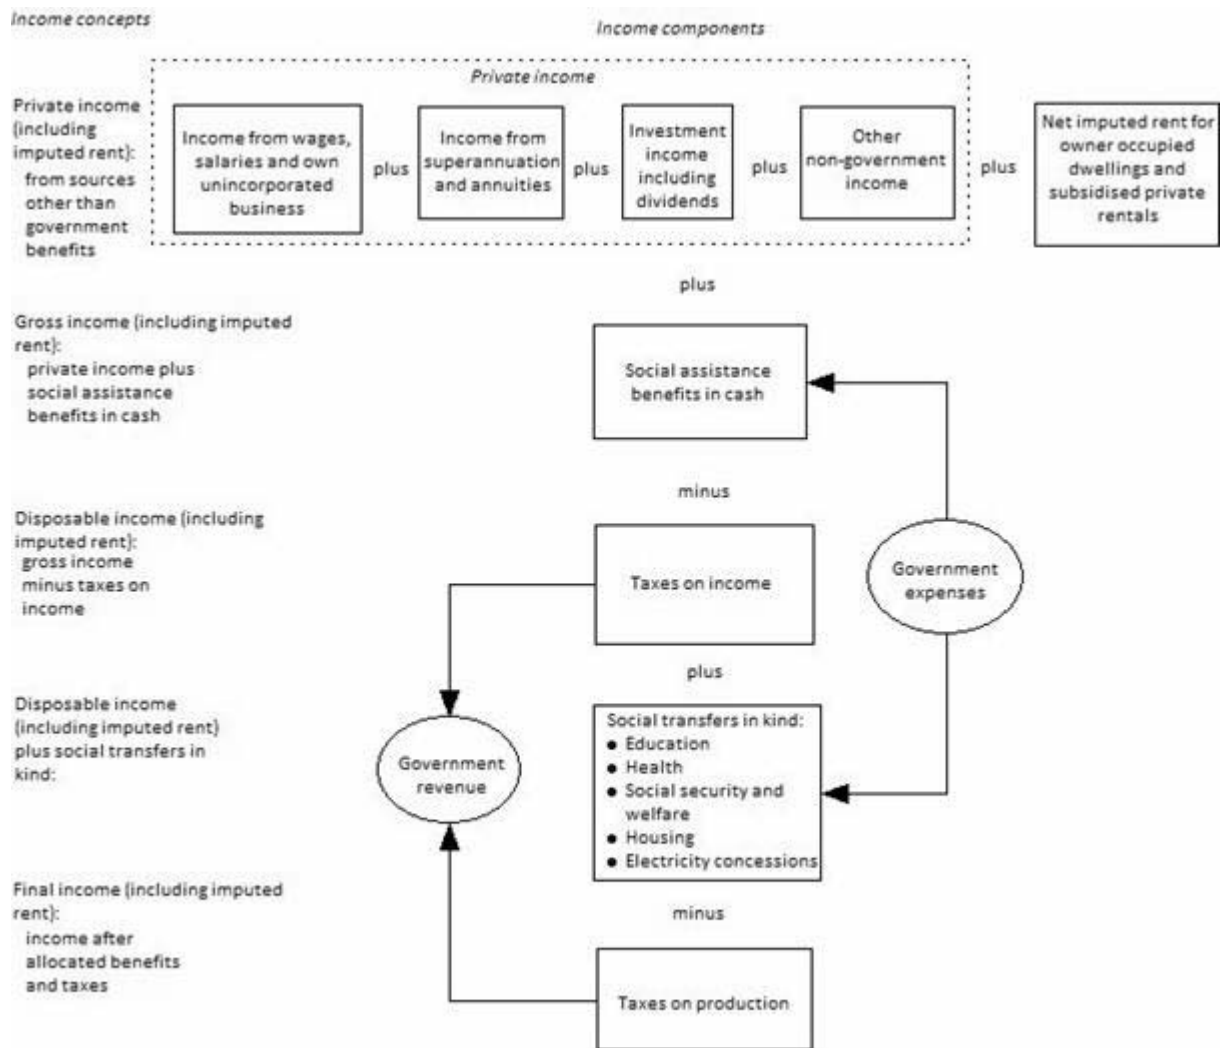 Income concepts
Income components
Private income
Private income
(including
imputed rent):
from sources
other than
government
benefits
Income from wages,
salaries and own
unincorporated
business
plus
Income from
superannuation
and annuities
plus
Investment
income
including
dividends
plus
Other
non-government
income
plus
Net imputed rent for
owner occupied
dwellings and
subsidised private
rentals
plus
Gross income (including imputed
rent):
private income plus
social assistance
benefits in cash
Social assistance
benefits in cash
minus
Disposable income (including
imputed rent):
gross income
minus taxes on
income
Taxes on income
Government
expenses
plus
Disposable income
(including imputed rent)
plus social transfers in
kind:
Government
revenue
Social transfers in kind:
● Education
● Health
● Social security and
welfare
● Housing
● Electricity concessions
Final income (including imputed
rent):
income after
allocated benefits
and taxes
minus
Taxes on production